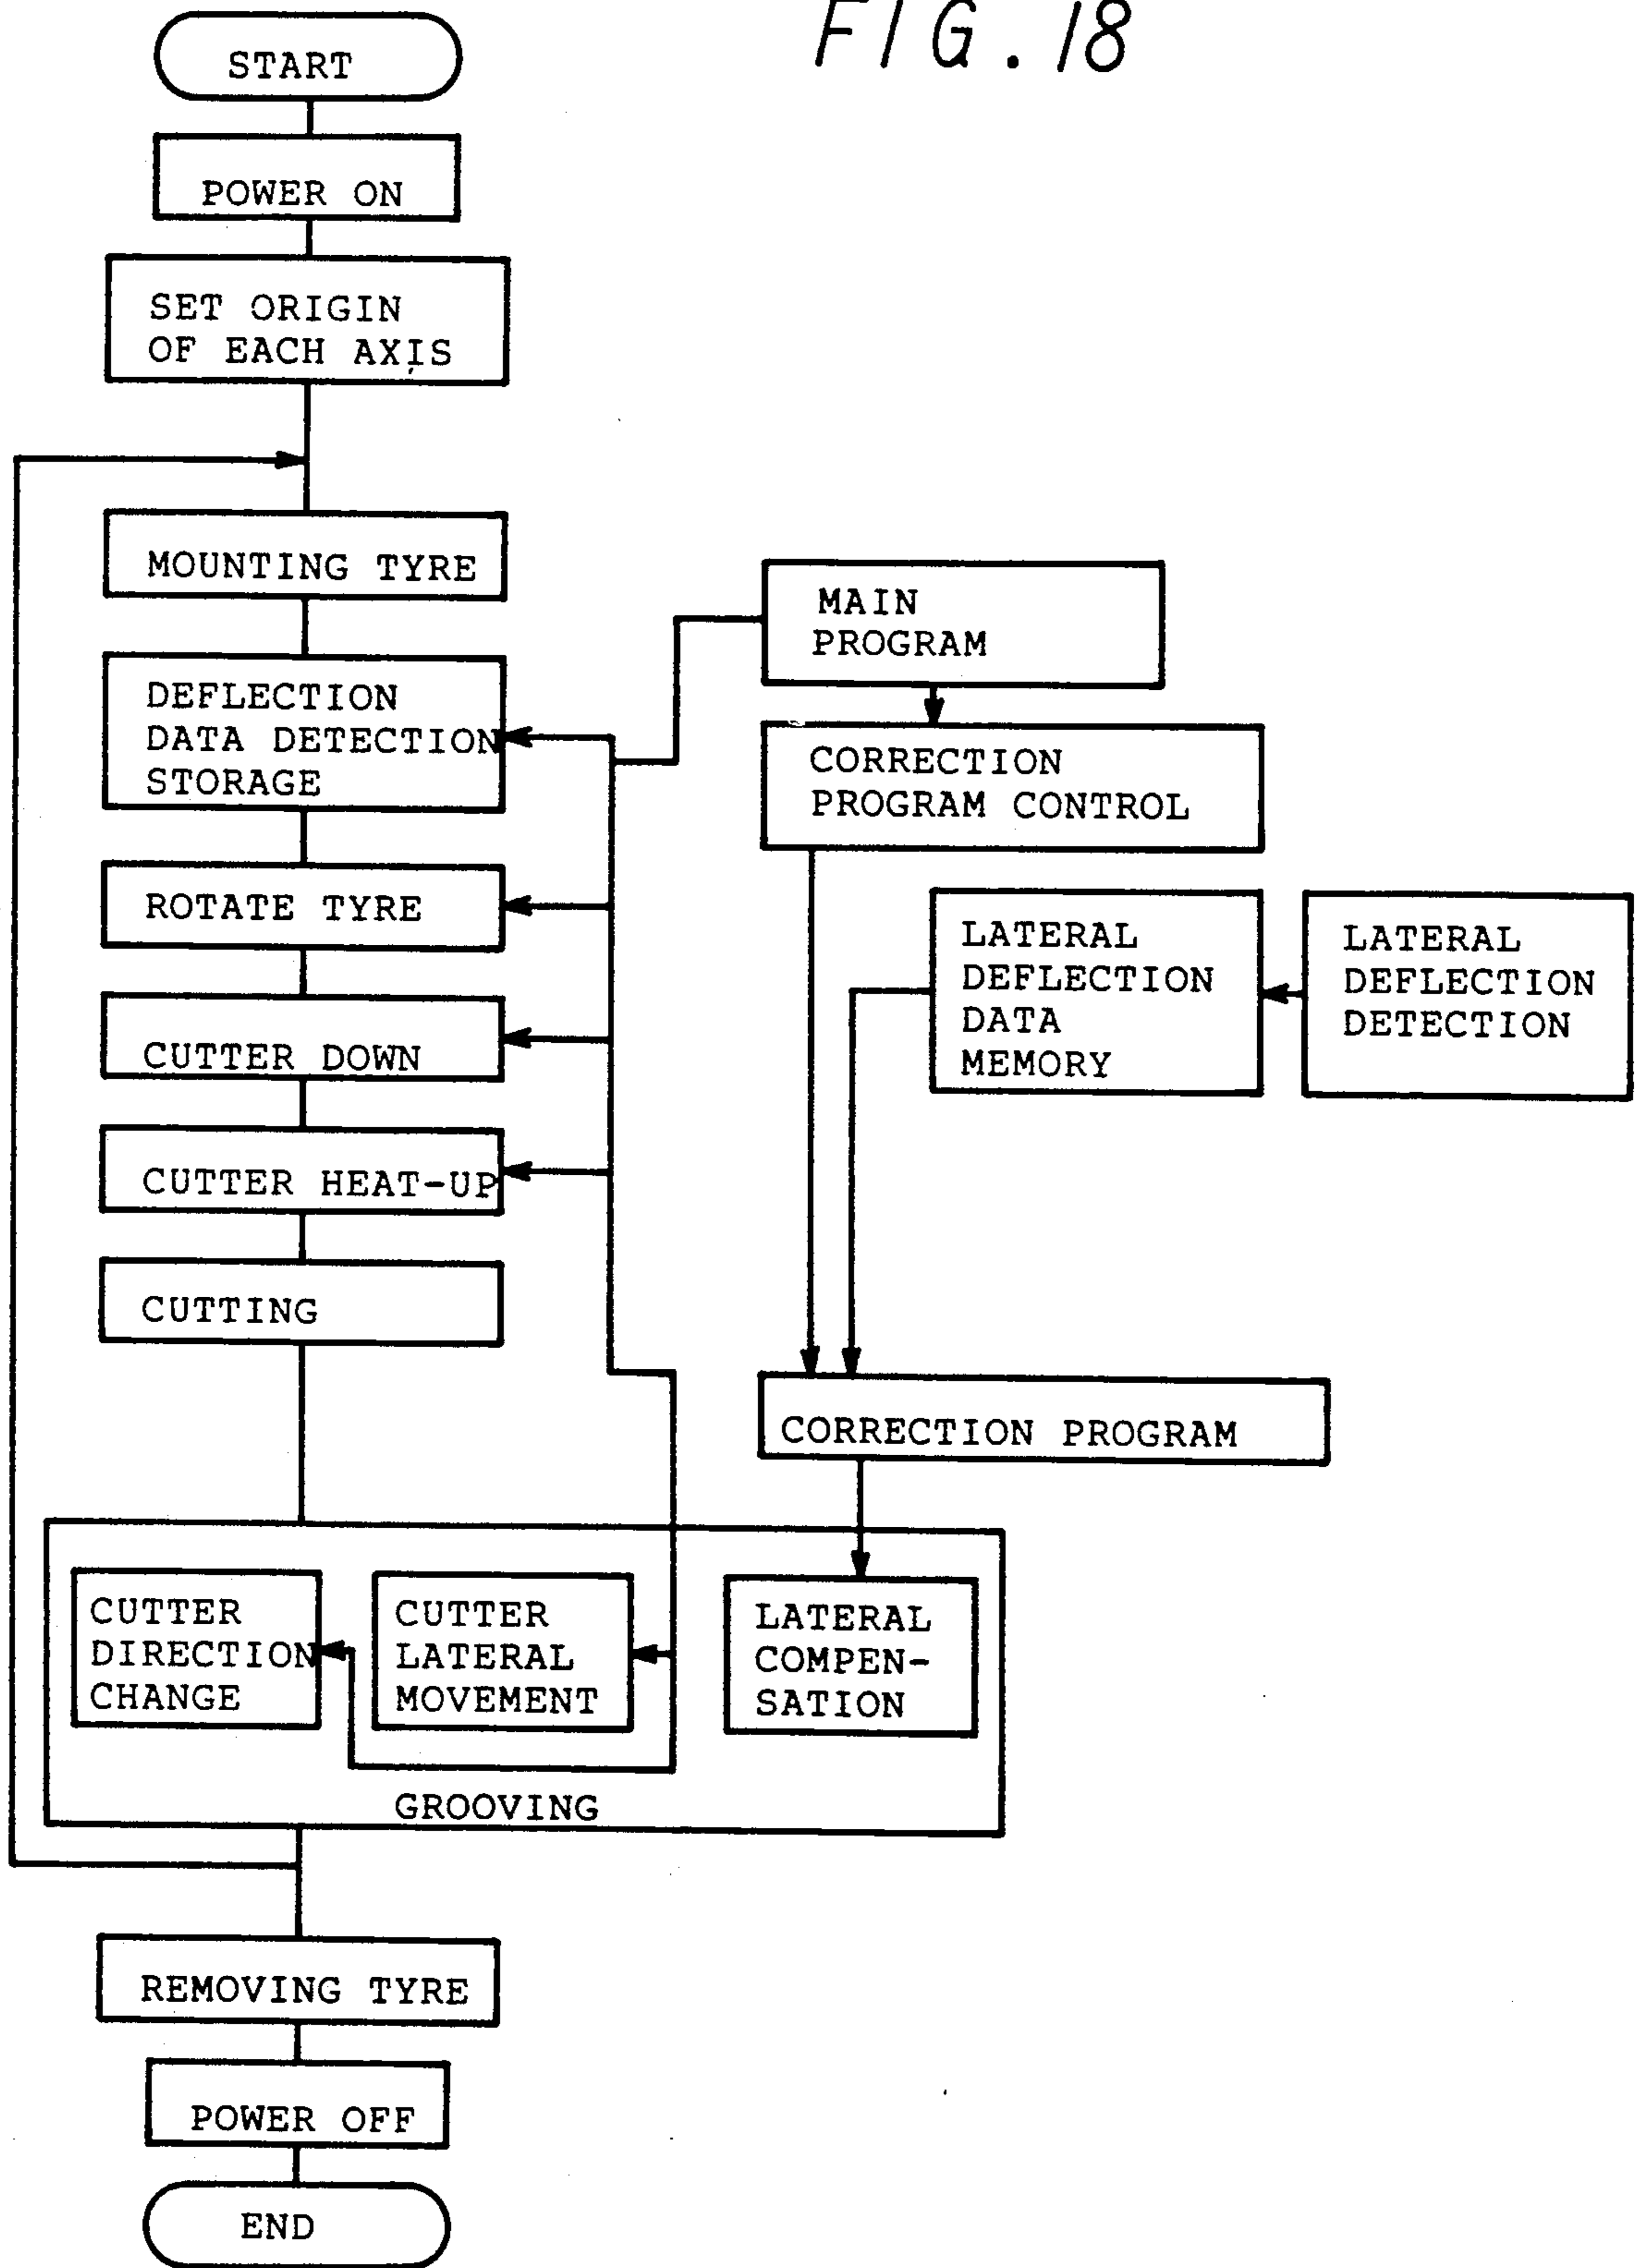 FIG. 18
START
POWER ON
SET ORIGIN
OF EACH AXIS
MOUNTING TYRE
DEFLECTION
DATA DETECTION
STORAGE
ROTATE TYRE
CUTTER DOWN
CUTTER HEAT-UP
CUTTING
MAIN
PROGRAM
CORRECTION
PROGRAM CONTROL
LATERAL
DEFLECTION
DATA
MEMORY
LATERAL
DEFLECTION
DETECTION
CORRECTION PROGRAM
CUTTER
DIRECTION
CHANGE
CUTTER
LATERAL
MOVEMENT
LATERAL
COMPEN-
SATION
GROOVING
REMOVING TYRE
POWER OFF
END